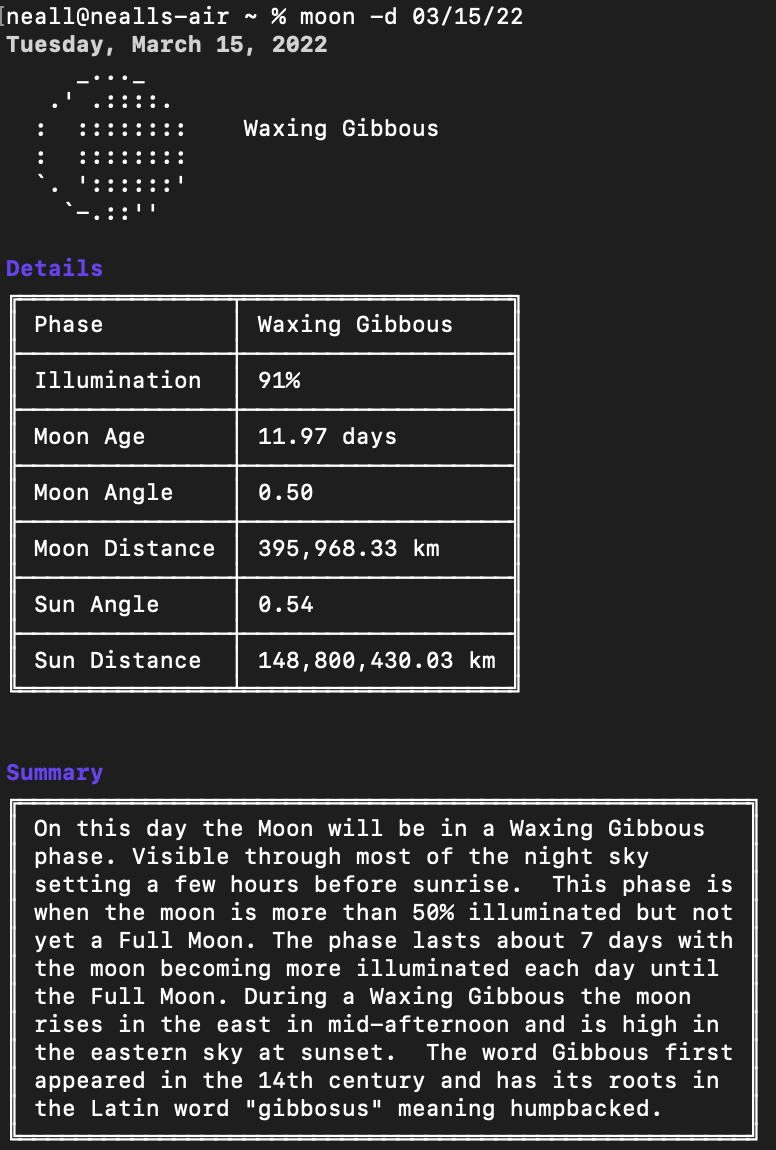 neall@nealls-air ~ % moon -d 03/15/22
Tuesday, March 15, 2022
      _..._
    .' .::::.
   :  ::::::::    Waxing Gibbous
   :  ::::::::
   `. '::::::'
     `-.::''
Details
Phase Waxing Gibbous
Illumination 91%
Moon Age 11.97 days
Moon Angle 0.50
Moon Distance 395,968.33 km
Sun Angle 0.54
Sun Distance 148,800,430.03 km
Summary
On this day the Moon will be in a Waxing Gibbous
phase. Visible through most of the night sky
setting a few hours before sunrise.  This phase is
when the moon is more than 50% illuminated but not
yet a Full Moon. The phase lasts about 7 days with
the moon becoming more illuminated each day until
the Full Moon. During a Waxing Gibbous the moon
rises in the east in mid-afternoon and is high in
the eastern sky at sunset.  The word Gibbous first
appeared in the 14th century and has its roots in
the Latin word "gibbosus" meaning humpbacked.